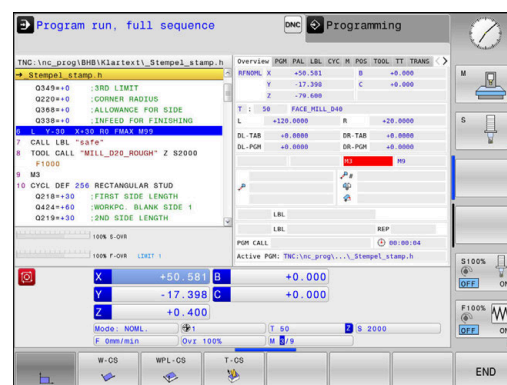 Program run, full sequence
DNC
Programming
TNC:\nc_prog\BHB\Klartext\_Stempel_stamp.h
→_Stempel_stamp.h
Q349=+0 ;3RD LIMIT
Q220=+0 ;CORNER RADIUS
Q368=+0 ;ALLOWANCE FOR SIDE
Q338=+0 ;INFEED FOR FINISHING
6 L Y-30 X+30 R0 FMAX M99
7 CALL LBL "safe"
8 TOOL CALL "MILL_D20_ROUGH" Z S2000
F1000
9 M3
10 CYCL DEF 256 RECTANGULAR STUD
Q218=+30 ;FIRST SIDE LENGTH
Q424=+60 ;WORKPC. BLANK SIDE 1
Q219=+30 ;2ND SIDE LENGTH
100% S-OVR
100% F-OVR LIMIT 1
Overview PGM PAL LBL CYC M POS TOOL TT TRANS
RFNOML X +50.581 B +0.000
Y -17.398 C +0.000
Z -79.600
T : 50 FACE_MILL_D40
L +120.0000 R +20.0000
DL-TAB +0.0000 DR-TAB +0.0000
DL-PGM +0.0000 DR-PGM +0.0000
M3 M9
LBL
LBL REP
PGM CALL 00:00:04
Active PGM: TNC:\nc_prog\...\_Stempel_stamp.h
X +50.581 B +0.000
Y -17.398 C +0.000
Z +0.400
Mode: NOML. 1 T 50 Z S 2000
F 0mm/min Ovr 100% M 3/9
M
S
S100%
OFF ON
F100%
OFF ON
W-CS WPL-CS T-CS
END